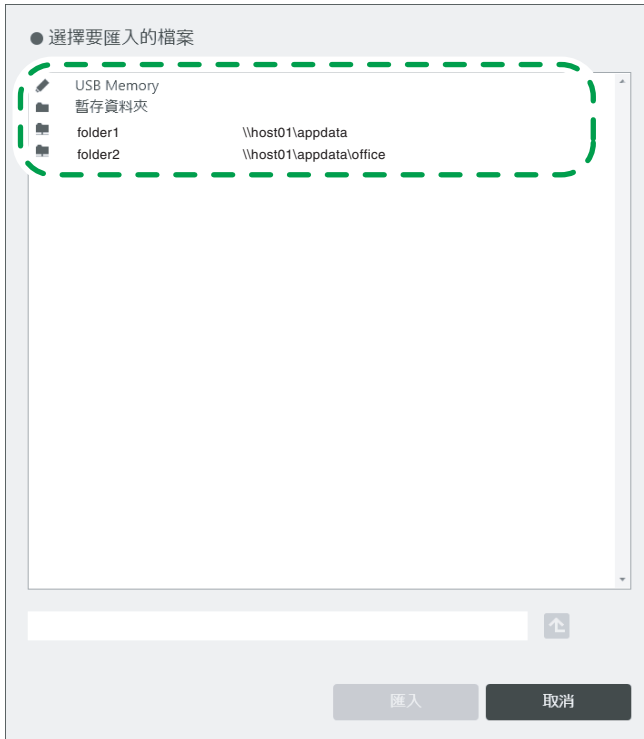 ● 選擇要匯入的檔案
USB Memory
暫存資料夾
folder1 \\host01\appdata
folder2 \\host01\appdata\office
匯入 取消